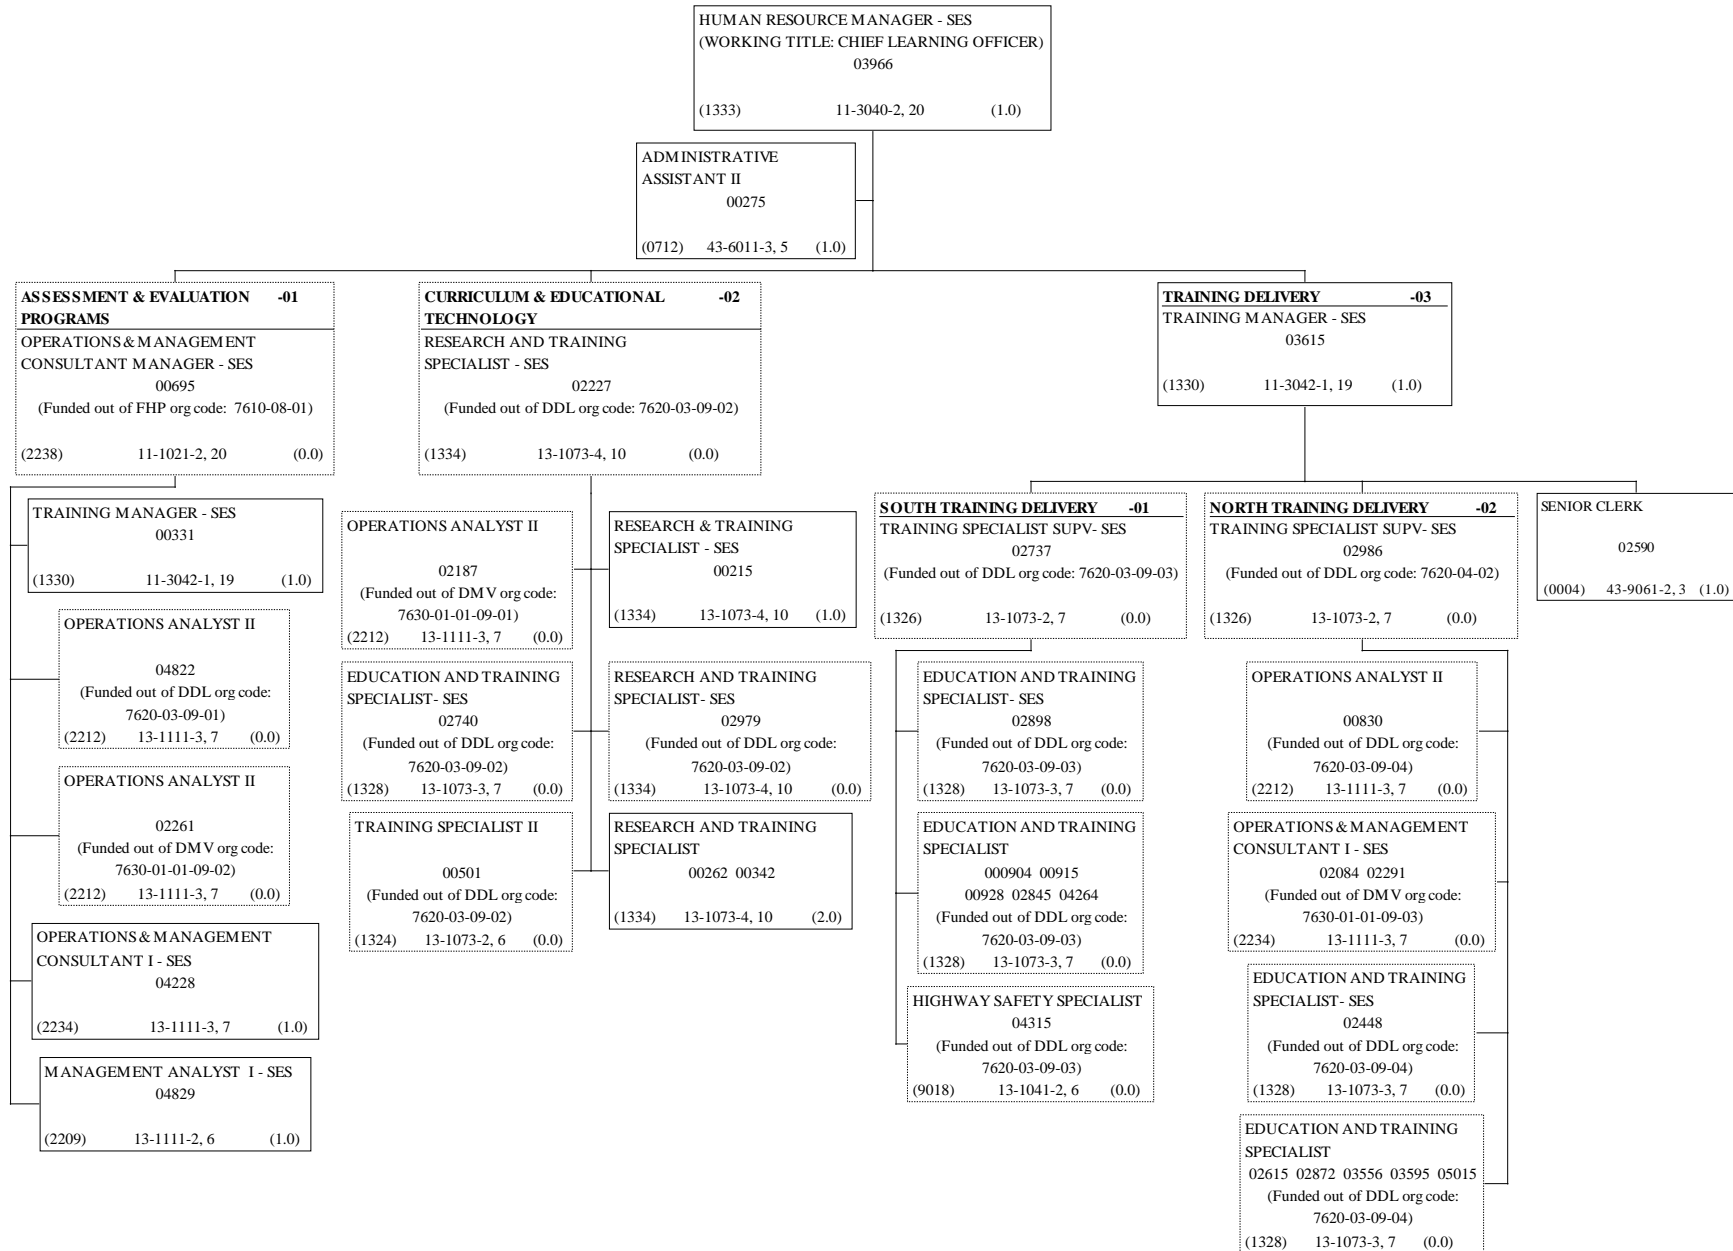 HUMAN RESOURCE MANAGER - SES
(WORKING TITLE: CHIEF LEARNING OFFICER)
03966
(1333) 11-3040-2, 20 (1.0)
ADMINISTRATIVE
ASSISTANT II
00275
(0712) 43-6011-3, 5 (1.0)
ASSESSMENT & EVALUATION -01
PROGRAMS
OPERATIONS & MANAGEMENT
CONSULTANT MANAGER - SES
00695
(Funded out of FHP org code: 7610-08-01)
(2238) 11-1021-2, 20 (0.0)
TRAINING MANAGER - SES
00331
(1330) 11-3042-1, 19 (1.0)
OPERATIONS ANALYST II
04822
(Funded out of DDL org code:
7620-03-09-01)
(2212) 13-1111-3, 7 (0.0)
OPERATIONS ANALYST II
02261
(Funded out of DMV org code:
7630-01-01-09-02)
(2212) 13-1111-3, 7 (0.0)
OPERATIONS & MANAGEMENT
CONSULTANT I - SES
04228
(2234) 13-1111-3, 7 (1.0)
MANAGEMENT ANALYST I - SES
04829
(2209) 13-1111-2, 6 (1.0)
CURRICULUM & EDUCATIONAL -02
TECHNOLOGY
RESEARCH AND TRAINING
SPECIALIST - SES
02227
(Funded out of DDL org code: 7620-03-09-02)
(1334) 13-1073-4, 10 (0.0)
OPERATIONS ANALYST II
02187
(Funded out of DMV org code:
7630-01-01-09-01)
(2212) 13-1111-3, 7 (0.0)
RESEARCH & TRAINING
SPECIALIST - SES
00215
(1334) 13-1073-4, 10 (1.0)
EDUCATION AND TRAINING
SPECIALIST- SES
02740
(Funded out of DDL org code:
7620-03-09-02)
(1328) 13-1073-3, 7 (0.0)
RESEARCH AND TRAINING
SPECIALIST- SES
02979
(Funded out of DDL org code:
7620-03-09-02)
(1334) 13-1073-4, 10 (0.0)
TRAINING SPECIALIST II
00501
(Funded out of DDL org code:
7620-03-09-02)
(1324) 13-1073-2, 6 (0.0)
RESEARCH AND TRAINING
SPECIALIST
00262 00342
(1334) 13-1073-4, 10 (2.0)
TRAINING DELIVERY -03
TRAINING MANAGER - SES
03615
(1330) 11-3042-1, 19 (1.0)
SOUTH TRAINING DELIVERY -01
TRAINING SPECIALIST SUPV- SES
02737
(Funded out of DDL org code: 7620-03-09-03)
(1326) 13-1073-2, 7 (0.0)
EDUCATION AND TRAINING
SPECIALIST- SES
02898
(Funded out of DDL org code:
7620-03-09-03)
(1328) 13-1073-3, 7 (0.0)
EDUCATION AND TRAINING
SPECIALIST
000904 00915
00928 02845 04264
(Funded out of DDL org code:
7620-03-09-03)
(1328) 13-1073-3, 7 (0.0)
HIGHWAY SAFETY SPECIALIST
04315
(Funded out of DDL org code:
7620-03-09-03)
(9018) 13-1041-2, 6 (0.0)
NORTH TRAINING DELIVERY -02
TRAINING SPECIALIST SUPV- SES
02986
(Funded out of DDL org code: 7620-04-02)
(1326) 13-1073-2, 7 (0.0)
OPERATIONS ANALYST II
00830
(Funded out of DDL org code:
7620-03-09-04)
(2212) 13-1111-3, 7 (0.0)
OPERATIONS & MANAGEMENT
CONSULTANT I - SES
02084 02291
(Funded out of DMV org code:
7630-01-01-09-03)
(2234) 13-1111-3, 7 (0.0)
EDUCATION AND TRAINING
SPECIALIST- SES
02448
(Funded out of DDL org code:
7620-03-09-04)
(1328) 13-1073-3, 7 (0.0)
EDUCATION AND TRAINING
SPECIALIST
02615 02872 03556 03595 05015
(Funded out of DDL org code:
7620-03-09-04)
(1328) 13-1073-3, 7 (0.0)
SENIOR CLERK
02590
(0004) 43-9061-2, 3 (1.0)